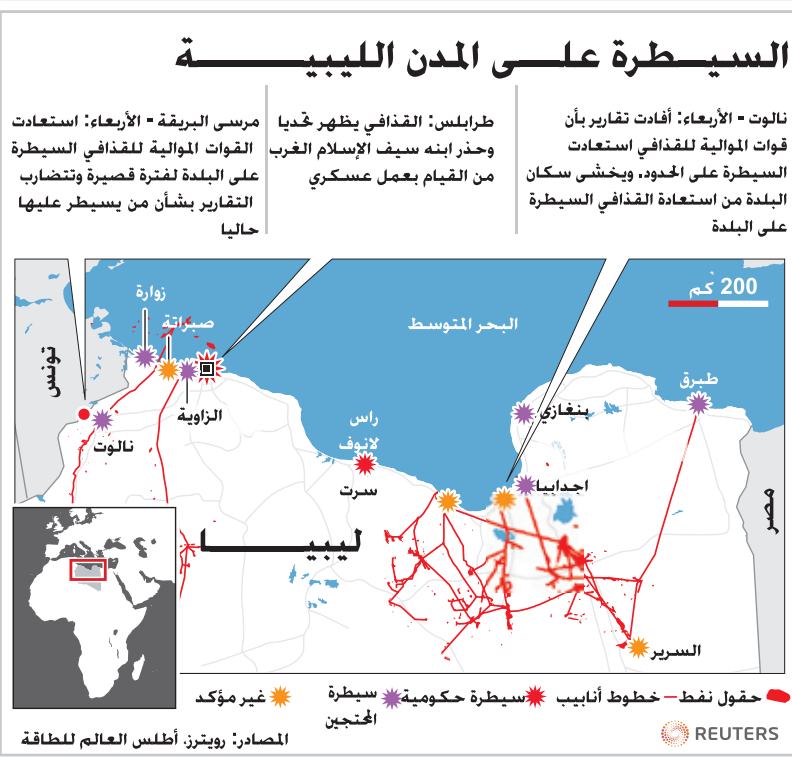 السيطرة على المدن الليبية
نالوت - الأربعاء: أفادت تقارير بأن
قوات الموالية للقذافي استعادت
السيطرة على الحدود. ويخشى سكان
البلدة من استعادة القذافي السيطرة
على البلدة
طرابلس: القذافي يظهر تحديا
وحذر ابنه سيف الإسلام الغرب
من القيام بعمل عسكري
مرسى البريقة - الأربعاء: استعادت
القوات الموالية للقذافي السيطرة
على البلدة لفترة قصيرة وتتضارب
التقارير بشأن من يسيطر عليها
حاليا
200 كم
زوارة
صبراتة
البحر المتوسط
تونس
طبرق
الزاوية
بنغازي
راس
لانوف
نالوت
سرت
اجدابيا
مصر
ليبيا
السرير
حقول نفط
خطوط أنابيب
سيطرة حكومية
سيطرة
المحتجين
غير مؤكد
المصادر: رويترز. أطلس العالم للطاقة
REUTERS